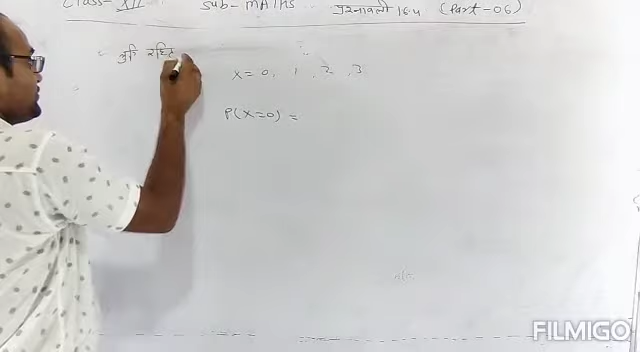 Class- XII Sub- MATHS प्रश्नावली 16.4 (Part-06)
X = 0, 1, 2, 3
P(X=0) =
FILMIGO